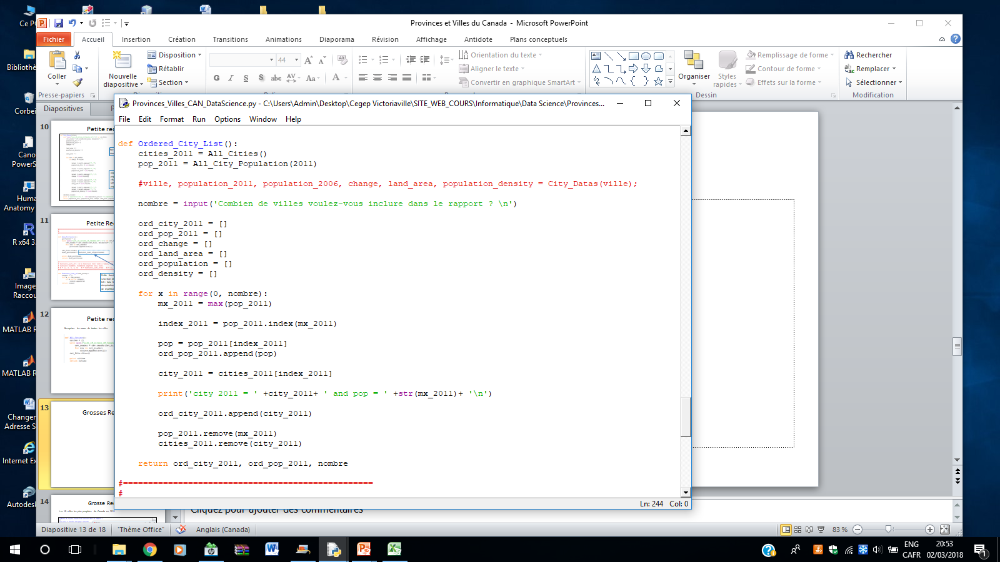 Ce P
Provinces et Villes du Canada - Microsoft PowerPoint
Fichier Accueil Insertion Création Transitions Animations Diaporama Révision Affichage Antidote Plans conceptuels
Coller
Presse-papiers
Nouvelle diapositive
Disposition
Rétablir
Section
44
G I S S abc AV Aa A
Orientation du texte
Aligner le texte
Convertir en graphique SmartArt
Organiser
Styles rapides
Remplissage de forme
Contour de forme
Effets sur la forme
Dessin
Rechercher
Remplacer
Sélectionner
Modification
Diapositives
Provinces_Villes_CAN_DataScience.py - C:\Users\Admin\Desktop\Cegep Victoriaville\SITE_WEB_COURS\Informatique\Data Science\Provinces...
File Edit Format Run Options Window Help
def Ordered_City_List():
cities_2011 = All_Cities()
pop_2011 = All_City_Population(2011)
#ville, population_2011, population_2006, change, land_area, population_density = City_Datas(ville);
nombre = input('Combien de villes voulez-vous inclure dans le rapport ? \n')
ord_city_2011 = []
ord_pop_2011 = []
ord_change = []
ord_land_area = []
ord_population = []
ord_density = []
for x in range(0, nombre):
mx_2011 = max(pop_2011)
index_2011 = pop_2011.index(mx_2011)
pop = pop_2011[index_2011]
ord_pop_2011.append(pop)
city_2011 = cities_2011[index_2011]
print('city 2011 = ' +city_2011+ ' and pop = ' +str(mx_2011)+ '\n')
ord_city_2011.append(city_2011)
pop_2011.remove(mx_2011)
cities_2011.remove(city_2011)
return ord_city_2011, ord_pop_2011, nombre
#==================================================
#
Ln: 244 Col: 0
10
Petite re
11
Petite Re
12
Petite re
13
Grosses Re
14
Grosse Re
Biblioth
Corbei
Cano
PowerS
Huma
Anatomy
R x64 3.
Image
Raccou
MATLAB R
MATLAB R
Changer
Adresse S
Internet Ex
Autodes
Cliquez pour ajouter des commentaires
Diapositive 13 de 18 "Thème Office" Anglais (Canada)
83 %
ENG
CAFR
20:53
02/03/2018
1